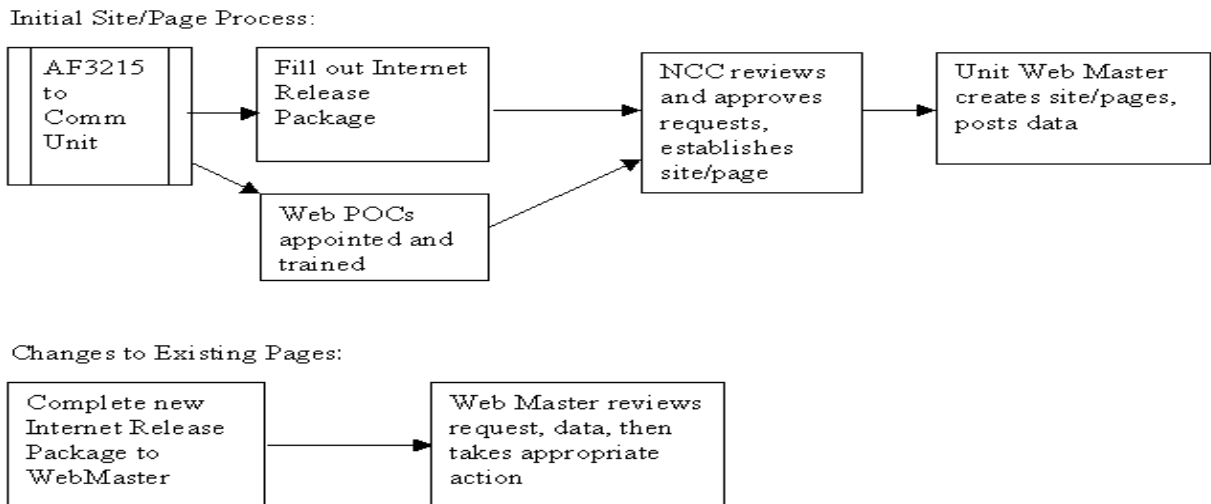 Initial Site/Page Process:
AF3215
to
Comm
Unit
Fill out Internet
Release
Package
Web POCs
appointed and
trained
NCC reviews
and approves
requests,
establishes
site/page
Unit Web Master
creates site/pages,
posts data
Changes to Existing Pages:
Complete new
Internet Release
Package to
WebMaster
Web Master reviews
request, data, then
takes appropriate
action